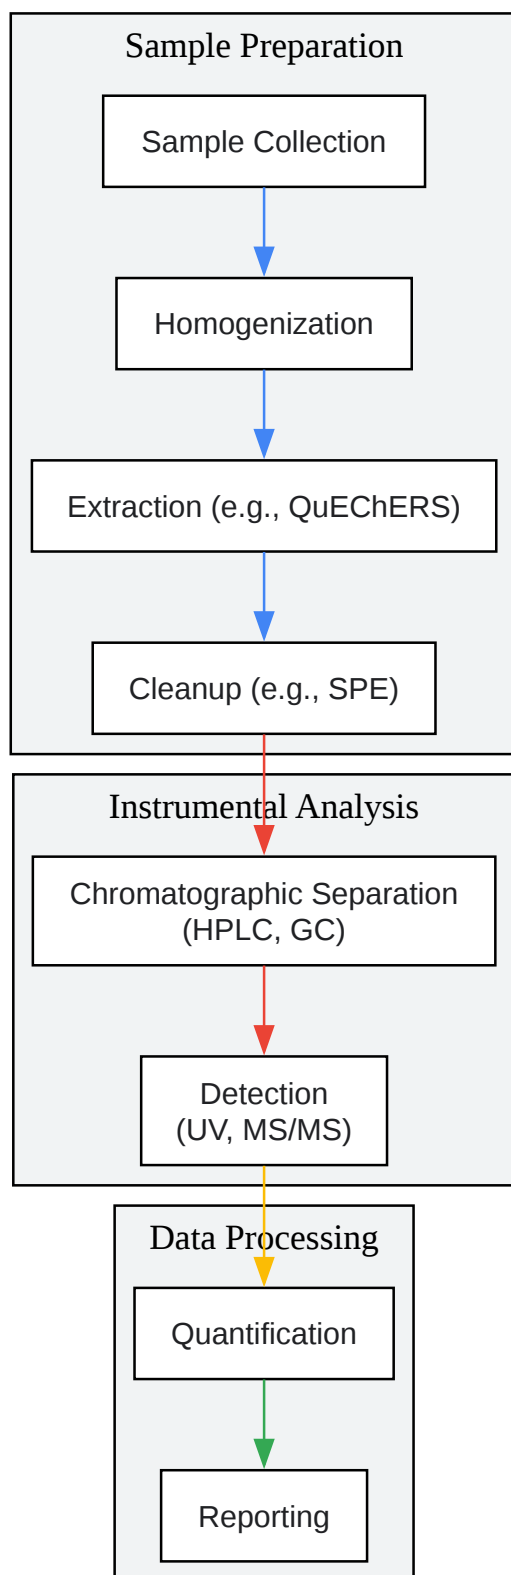 Sample Preparation
Sample Collection
Homogenization
Extraction (e.g., QuEChERS)
Cleanup (e.g., SPE)
Instrumental Analysis
Chromatographic Separation
(HPLC, GC)
Detection
(UV, MS/MS)
Data Processing
Quantification
Reporting